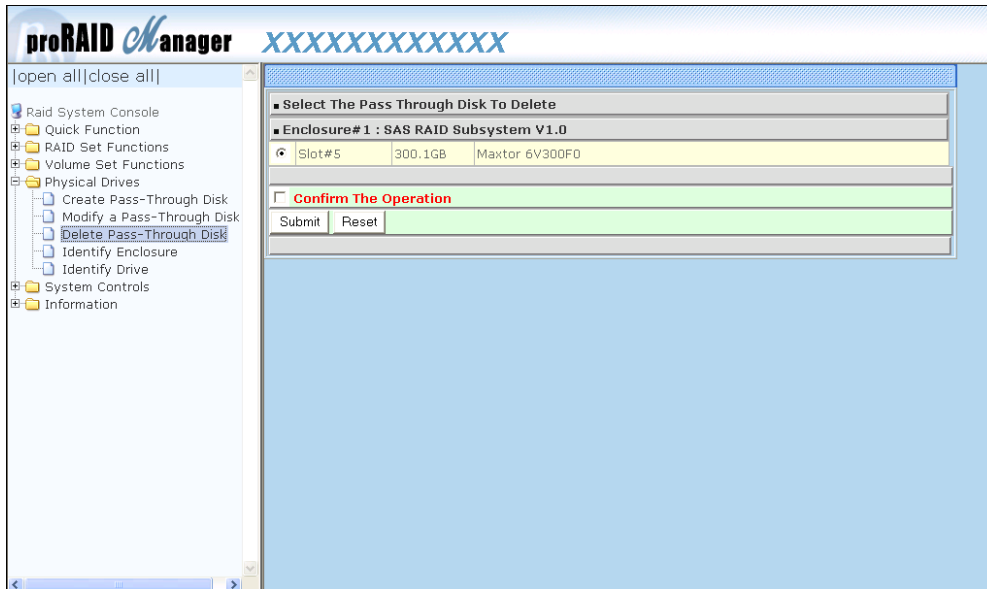 proRAID Manager XXXXXXXXXXXX
|open all|close all|
Raid System Console
Quick Function
RAID Set Functions
Volume Set Functions
Physical Drives
Create Pass-Through Disk
Modify a Pass-Through Disk
Delete Pass-Through Disk
Identify Enclosure
Identify Drive
System Controls
Information
Select The Pass Through Disk To Delete
Enclosure#1 : SAS RAID Subsystem V1.0
Slot#5 300.1GB Maxtor 6V300F0
Confirm The Operation
Submit Reset